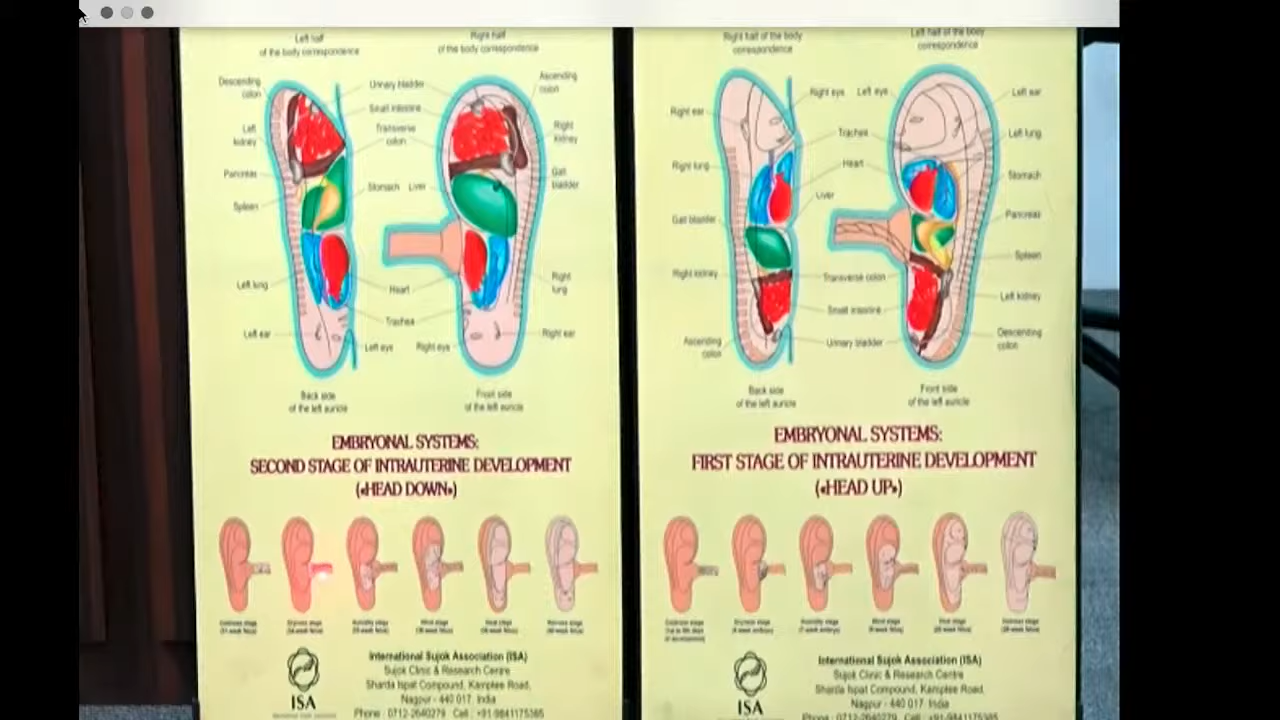 Left half
of the body correspondence
Right half
of the body correspondence
Descending
colon
Urinary bladder
Ascending
colon
Small intestine
Left
kidney
Transverse
colon
Right
kidney
Pancreas
Stomach
Liver
Gall
bladder
Spleen
Left lung
Heart
Right
lung
Trachea
Left ear
Left eye
Right eye
Right ear
Back side
of the left auricle
Front side
of the left auricle
EMBRYONAL SYSTEMS:
SECOND STAGE OF INTRAUTERINE DEVELOPMENT
(«HEAD DOWN»)
ISA
International Sujok Association (ISA)
Sujok Clinic & Research Centre
Sharda Ispat Compound, Kamptee Road,
Nagpur - 440 017. India
Phone : 0712-2640279
Right half of the body
correspondence
Left half of the body
correspondence
Right ear
Right eye
Left eye
Left ear
Trachea
Left lung
Right lung
Heart
Stomach
Liver
Gall bladder
Pancreas
Spleen
Right kidney
Transverse colon
Left kidney
Small intestine
Ascending
colon
Urinary bladder
Descending
colon
Back side
of the left auricle
Front side
of the left auricle
EMBRYONAL SYSTEMS:
FIRST STAGE OF INTRAUTERINE DEVELOPMENT
(«HEAD UP»)
ISA
International Sujok Association (ISA)
Sujok Clinic & Research Centre
Sharda Ispat Compound, Kamptee Road,
Nagpur - 440 017. India
Phone : 0712-2640279